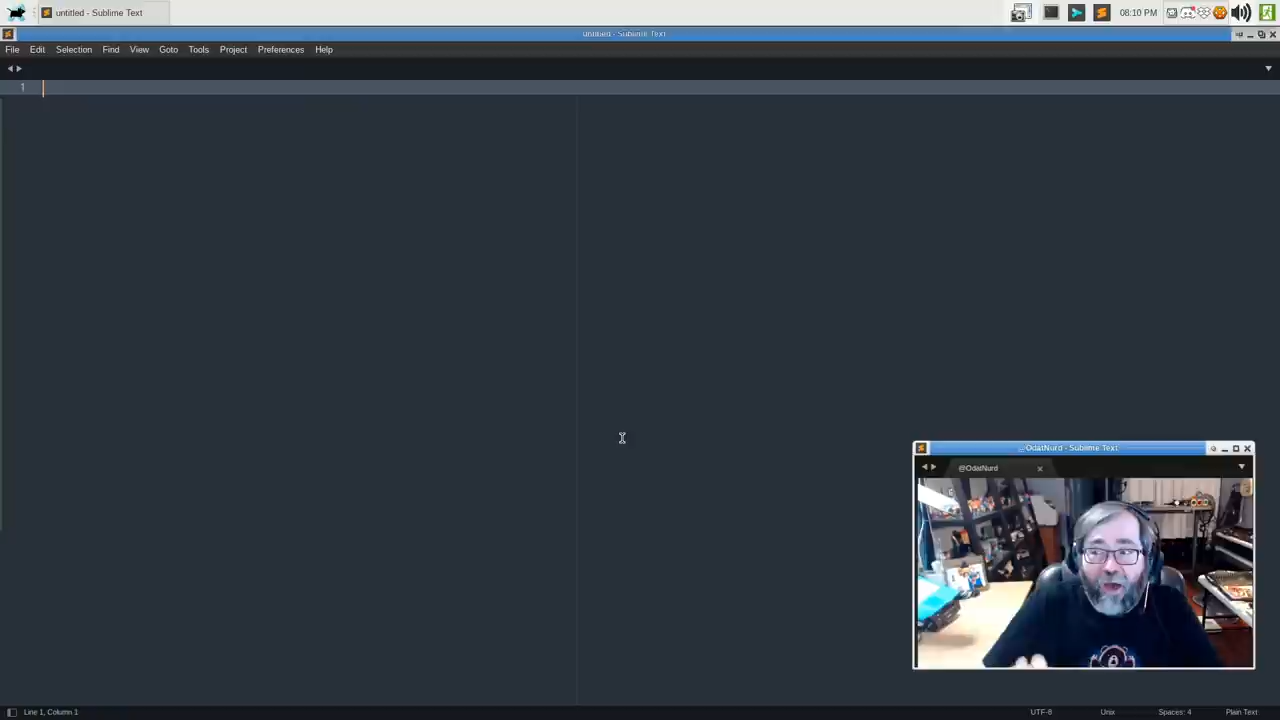 untitled - Sublime Text
08:10 PM
untitled - Sublime Text
File Edit Selection Find View Goto Tools Project Preferences Help
1
OdatNurd - Sublime Text
@OdatNurd
Line 1, Column 1
UTF-8
Unix
Spaces: 4
Plain Text